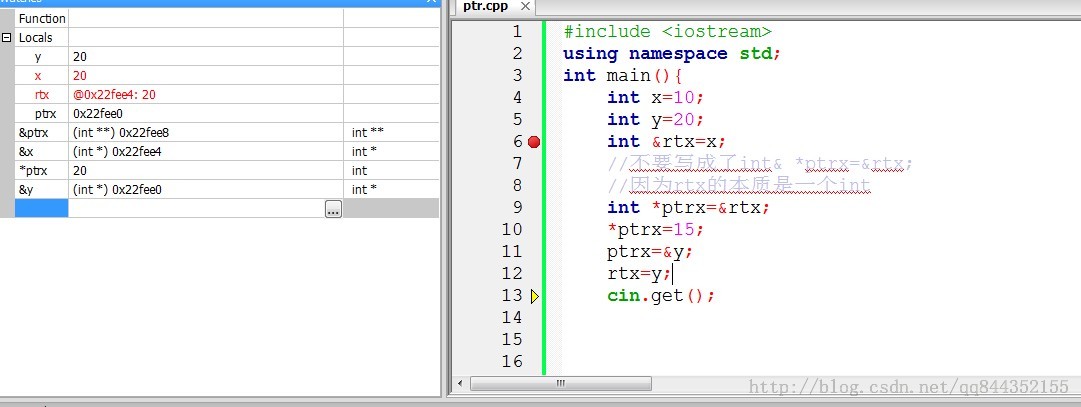 Watches
Function
Locals
y 20
x 20
rtx @0x22fee4: 20
ptrx 0x22fee0
&ptrx (int **) 0x22fee8 int **
&x (int *) 0x22fee4 int *
*ptrx 20 int
&y (int *) 0x22fee0 int *
...
ptr.cpp
1 #include <iostream>
2 using namespace std;
3 int main(){
4 int x=10;
5 int y=20;
6 int &rtx=x;
7 //不要写成了int& *ptrx=&rtx;
8 //因为rtx的本质是一个int
9 int *ptrx=&rtx;
10 *ptrx=15;
11 ptrx=&y;
12 rtx=y;
13 cin.get();
14
15
16
http://blog.csdn.net/qq844352155